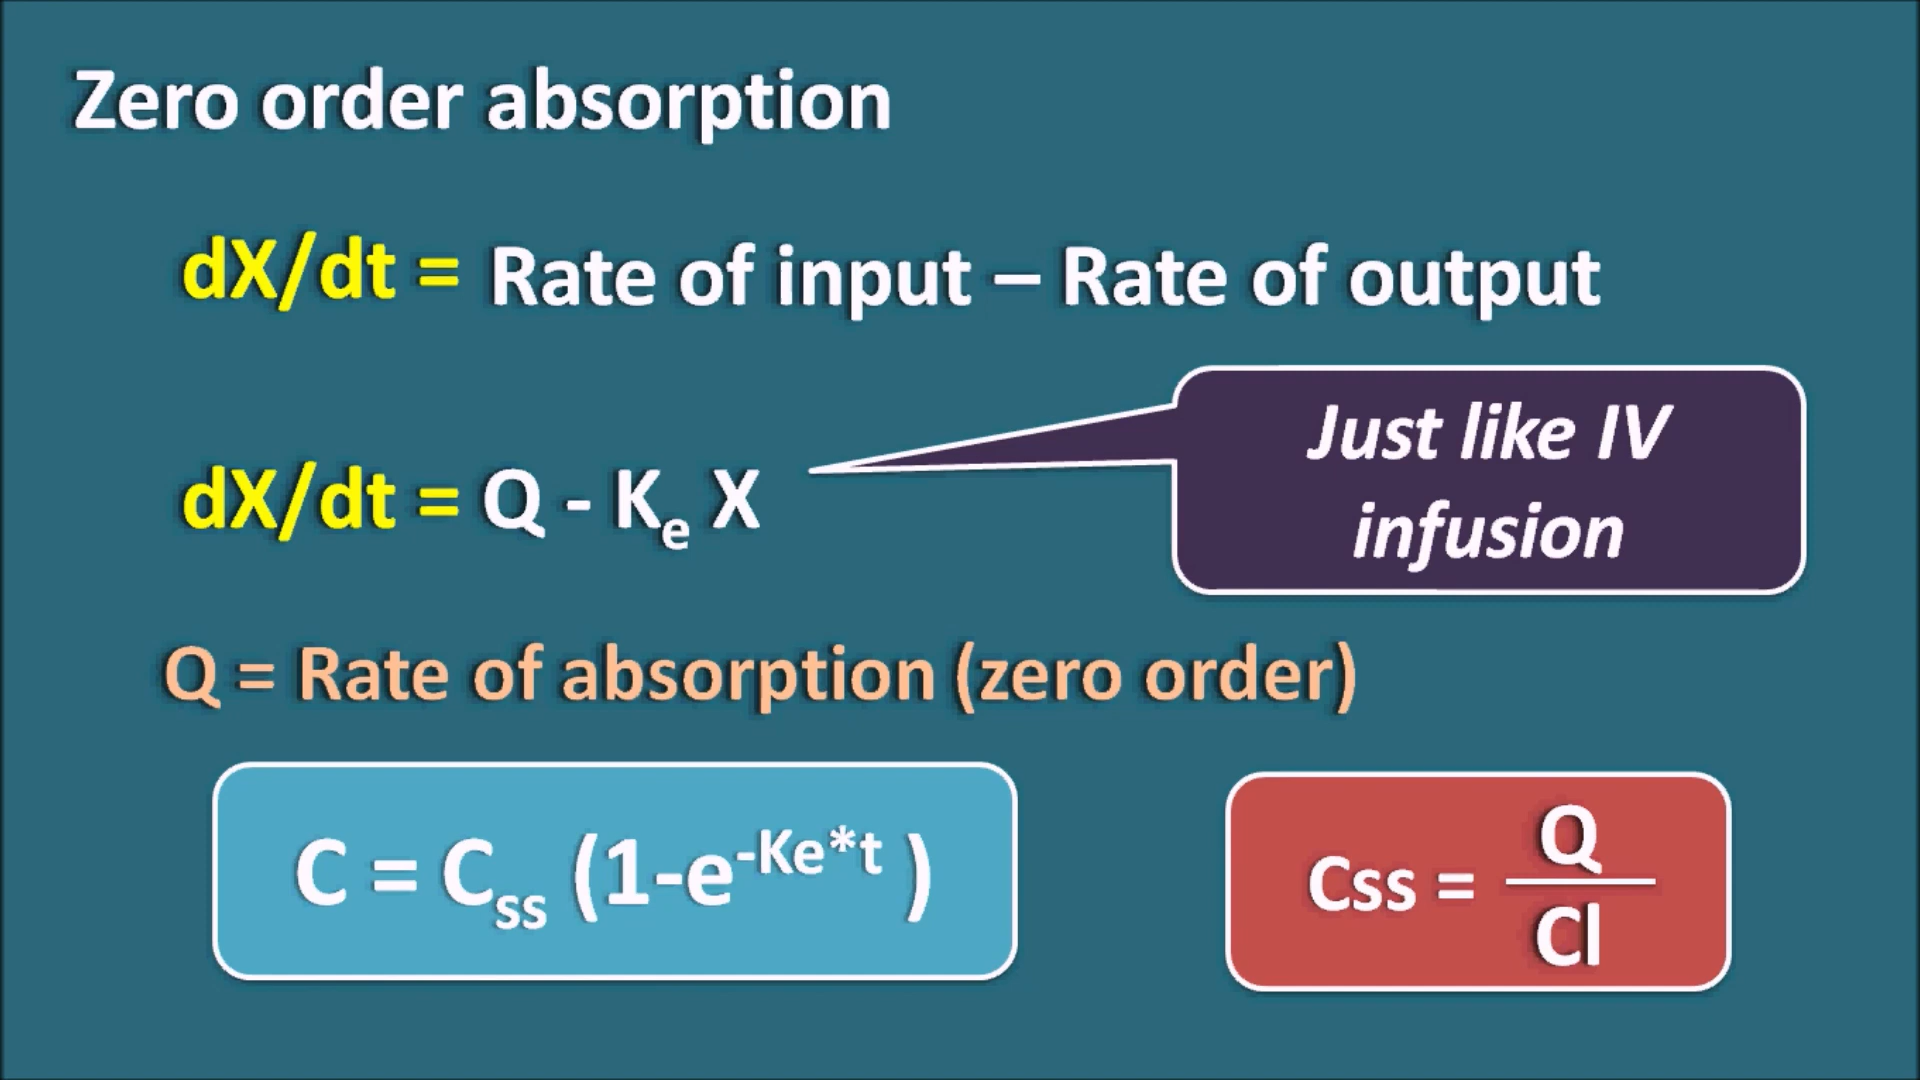 Zero order absorption
dX/dt = Rate of input – Rate of output
Just like IV
infusion
dX/dt = Q - Ke X
Q = Rate of absorption (zero order)
C = Css (1-e-Ke*t )
Css = Q
Cl